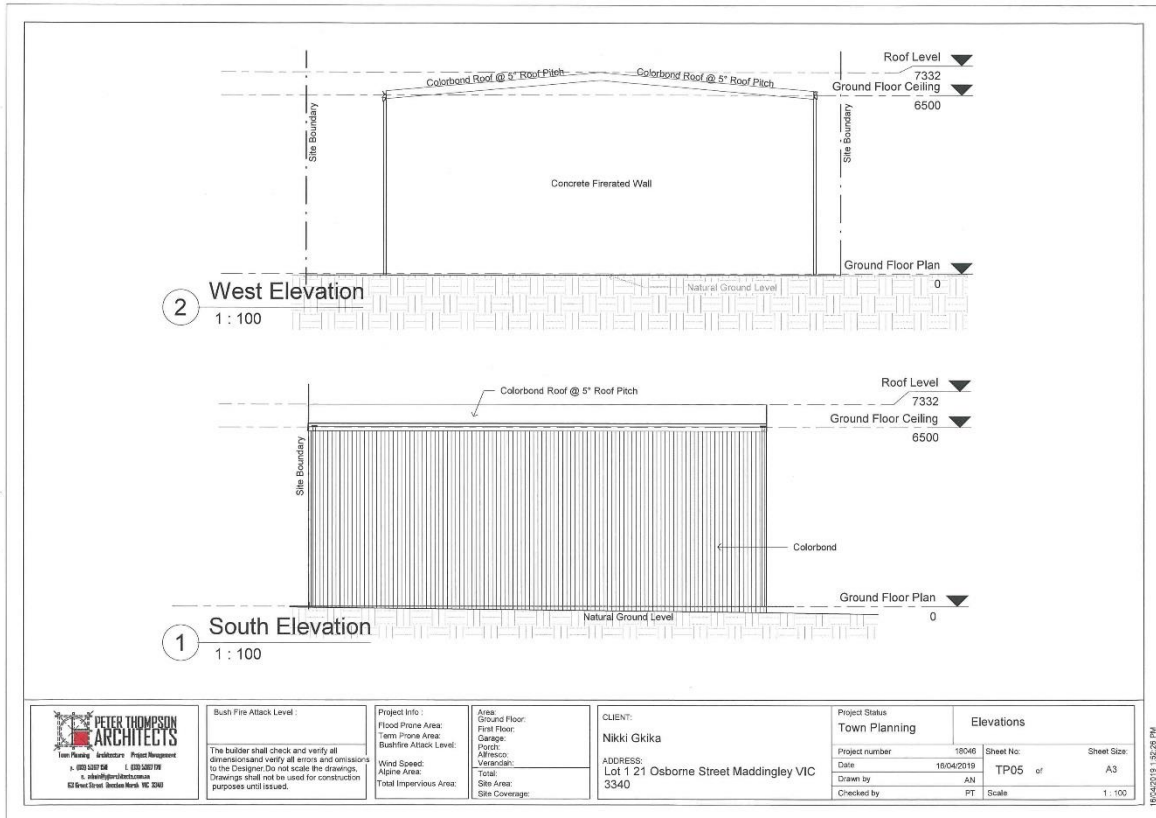 Roof Level
7332
Colorbond Roof @ 5° Roof Pitch
Colorbond Roof @ 5° Roof Pitch
Ground Floor Ceiling
6500
Site Boundary
Site Boundary
Concrete Firerated Wall
Ground Floor Plan
0
Natural Ground Level
2
West Elevation
1 : 100
Roof Level
7332
Colorbond Roof @ 5° Roof Pitch
Ground Floor Ceiling
6500
Site Boundary
Colorbond
Ground Floor Plan
0
Natural Ground Level
1
South Elevation
1 : 100
PETER THOMPSON
ARCHITECTS
Town Planning Architecture Project Management
Bush Fire Attack Level :
The builder shall check and verify all
dimensionsand verify all errors and omissions
to the Designer.Do not scale the drawings.
Drawings shall not be used for construction
purposes until issued.
Project Info :
Flood Prone Area:
Term Prone Area:
Bushfire Attack Level:
Wind Speed:
Alpine Area:
Total Impervious Area:
Area:
Ground Floor:
First Floor:
Garage:
Porch:
Alfresco:
Verandah:
Total:
Site Area:
Site Coverage:
CLIENT:
Nikki Gkika
ADDRESS:
Lot 1 21 Osborne Street Maddingley VIC
3340
Project Status
Town Planning
Project number 18046
Date 16/04/2019
Drawn by AN
Checked by PT
Elevations
Sheet No: Sheet Size:
TP05 of A3
Scale 1 : 100
16/04/2019 1:52:26 PM